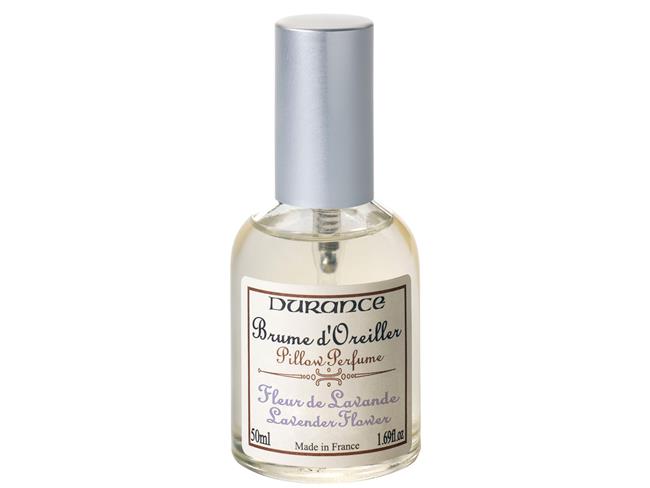 DURANCE
Brume d'Oreiller
Pillow Perfume
Fleur de Lavande
Lavender Flower
50ml 1.69fl.oz
Made in France